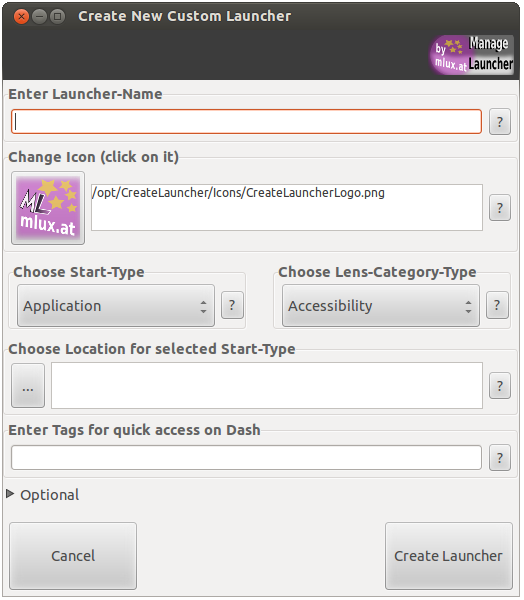 Create New Custom Launcher
by mlux.at Manage Launcher
Enter Launcher-Name
?
Change Icon (click on it)
ML
mlux.at
/opt/CreateLauncher/Icons/CreateLauncherLogo.png
?
Choose Start-Type
Choose Lens-Category-Type
Application
?
Accessibility
?
Choose Location for selected Start-Type
...
?
Enter Tags for quick access on Dash
?
Optional
Cancel
Create Launcher